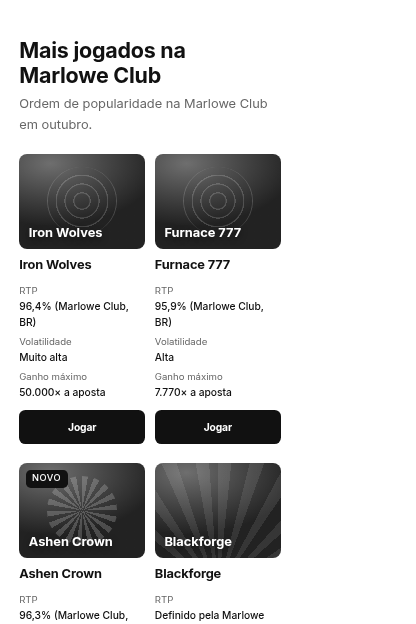 Mais jogados na
Marlowe Club
Ordem de popularidade na Marlowe Club
em outubro.
Iron Wolves
Furnace 777
Iron Wolves
RTP
96,4% (Marlowe Club,
BR)
Volatilidade
Muito alta
Ganho máximo
50.000× a aposta
Jogar
Furnace 777
RTP
95,9% (Marlowe Club,
BR)
Volatilidade
Alta
Ganho máximo
7.770× a aposta
Jogar
NOVO
Ashen Crown
Blackforge
Ashen Crown
RTP
96,3% (Marlowe Club,
Blackforge
RTP
Definido pela Marlowe